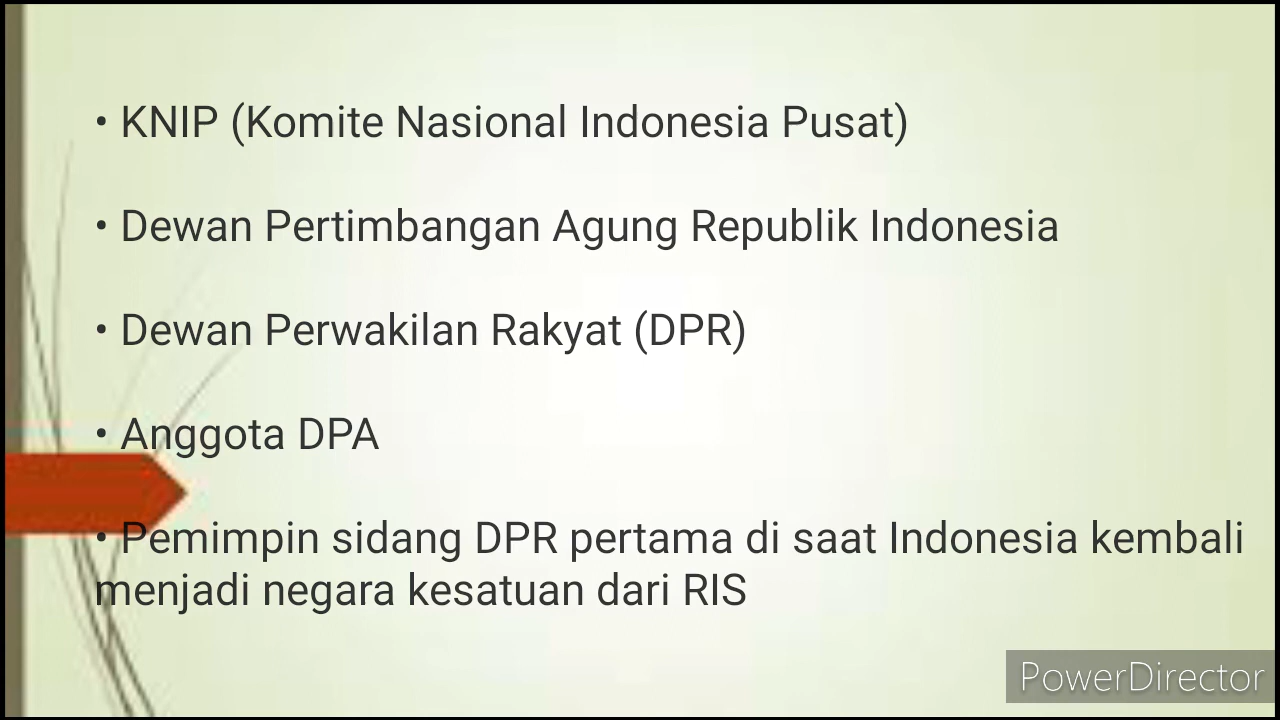 • KNIP (Komite Nasional Indonesia Pusat)
• Dewan Pertimbangan Agung Republik Indonesia
• Dewan Perwakilan Rakyat (DPR)
• Anggota DPA
• Pemimpin sidang DPR pertama di saat Indonesia kembali
menjadi negara kesatuan dari RIS
PowerDirector